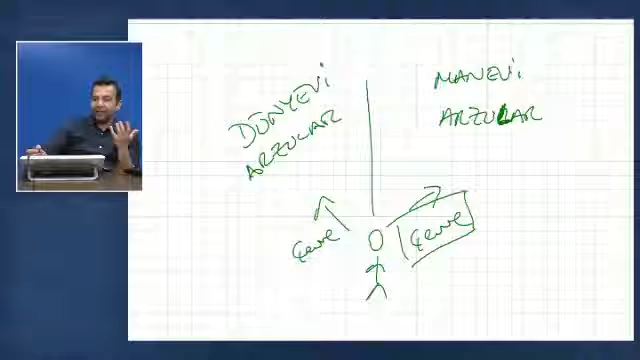 DÜNYEVİ
ARZULAR
MANEVİ
ARZULAR
Çevre
Çevre